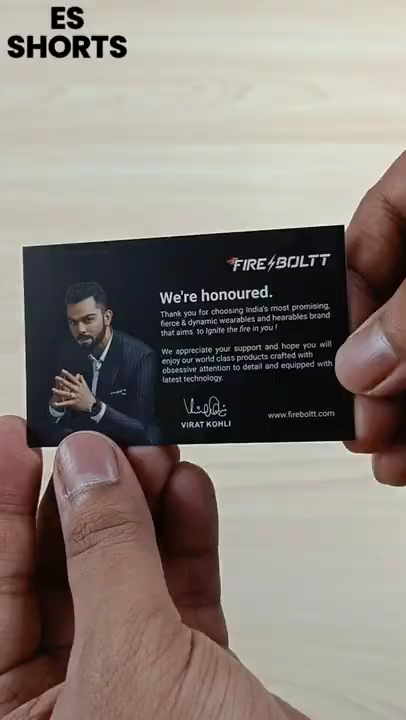 ES
SHORTS
FIRE BOLTT
We're honoured.
Thank you for choosing India's most promising,
fierce & dynamic wearables and hearables brand
that aims to Ignite the fire in you !
We appreciate your support and hope you will
enjoy our world class products crafted with
obsessive attention to detail and equipped with
latest technology.
VIRAT KOHLI
www.fireboltt.com